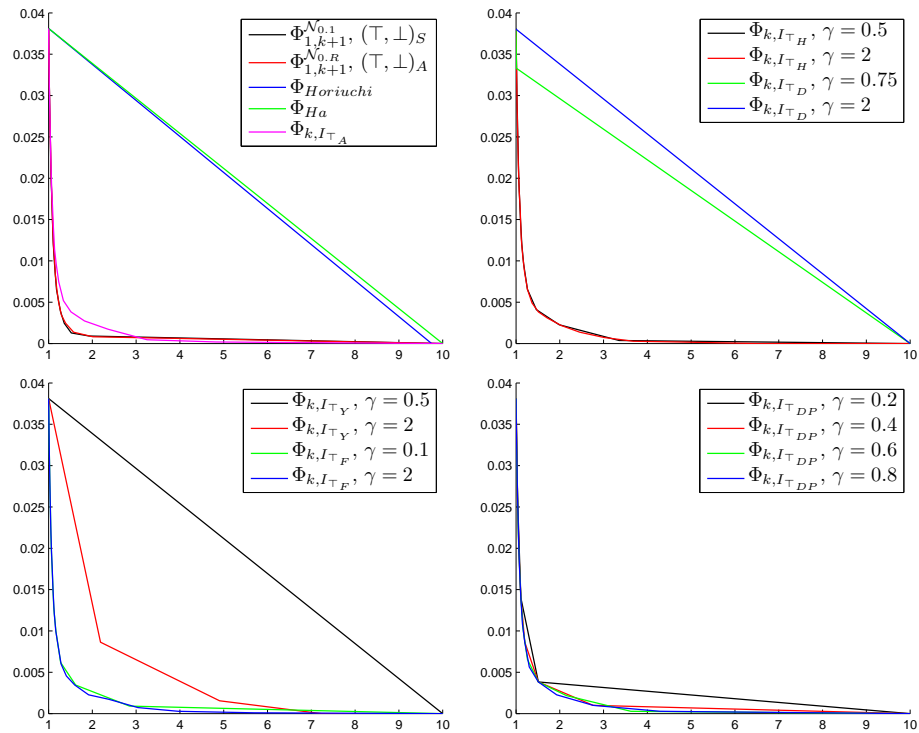 0.04
0.035
0.03
0.025
0.02
0.015
0.01
0.005
0
1 2 3 4 5 6 7 8 9 10
Φ_{1,k+1}^{𝒩_{0.1}}, (⊤, ⊥)_S
Φ_{1,k+1}^{𝒩_{0.R}}, (⊤, ⊥)_A
Φ_{Horiuchi}
Φ_{Ha}
Φ_{k,I_{⊤_A}}
0.04
0.035
0.03
0.025
0.02
0.015
0.01
0.005
0
1 2 3 4 5 6 7 8 9 10
Φ_{k,I_{⊤_H}}, γ = 0.5
Φ_{k,I_{⊤_H}}, γ = 2
Φ_{k,I_{⊤_D}}, γ = 0.75
Φ_{k,I_{⊤_D}}, γ = 2
0.04
0.035
0.03
0.025
0.02
0.015
0.01
0.005
0
1 2 3 4 5 6 7 8 9 10
Φ_{k,I_{⊤_Y}}, γ = 0.5
Φ_{k,I_{⊤_Y}}, γ = 2
Φ_{k,I_{⊤_F}}, γ = 0.1
Φ_{k,I_{⊤_F}}, γ = 2
0.04
0.035
0.03
0.025
0.02
0.015
0.01
0.005
0
1 2 3 4 5 6 7 8 9 10
Φ_{k,I_{⊤_{DP}}}, γ = 0.2
Φ_{k,I_{⊤_{DP}}}, γ = 0.4
Φ_{k,I_{⊤_{DP}}}, γ = 0.6
Φ_{k,I_{⊤_{DP}}}, γ = 0.8